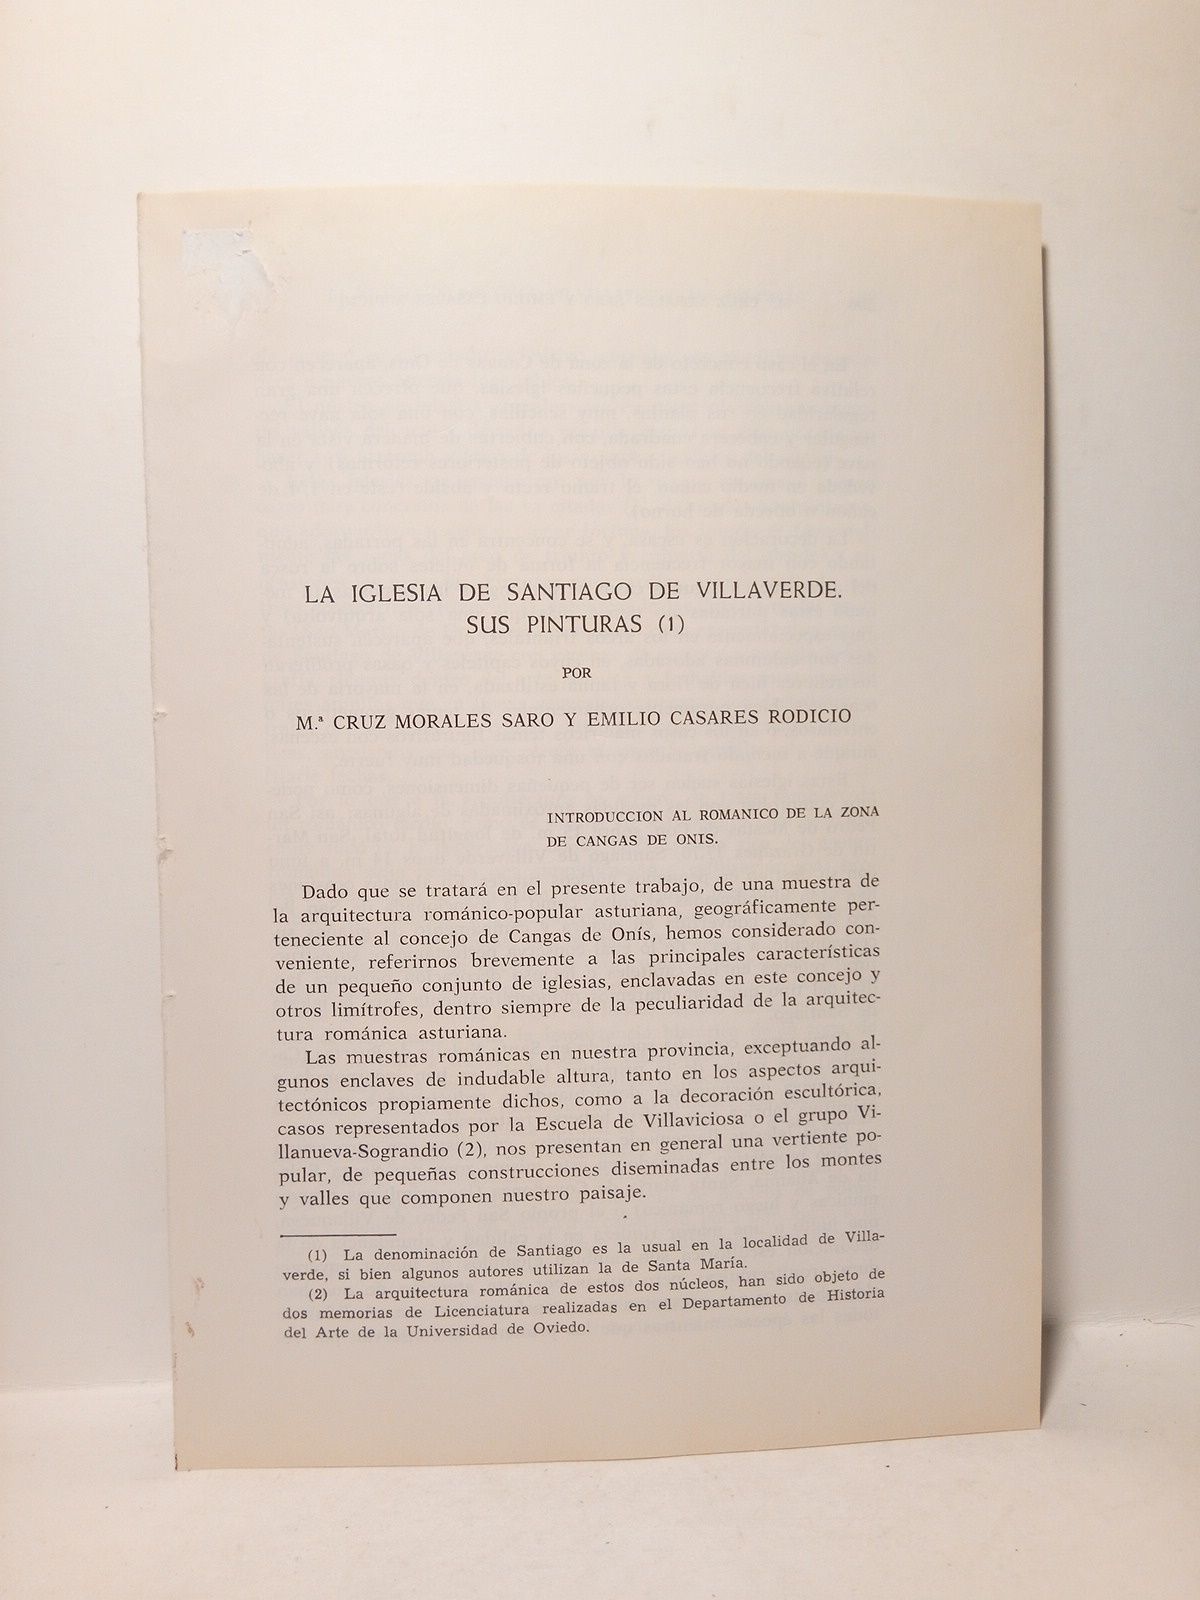 LA IGLESIA DE SANTIAGO DE VILLAVERDE.
SUS PINTURAS (1)
POR
M.ª CRUZ MORALES SARO Y EMILIO CASARES RODICIO
INTRODUCCION AL ROMANICO DE LA ZONA
DE CANGAS DE ONIS.
Dado que se tratará en el presente trabajo, de una muestra de
la arquitectura románico-popular asturiana, geográficamente per-
teneciente al concejo de Cangas de Onís, hemos considerado con-
veniente, referirnos brevemente a las principales características
de un pequeño conjunto de iglesias, enclavadas en este concejo y
otros limítrofes, dentro siempre de la peculiaridad de la arquitec-
tura románica asturiana.
Las muestras románicas en nuestra provincia, exceptuando al-
gunos enclaves de indudable altura, tanto en los aspectos arqui-
tectónicos propiamente dichos, como a la decoración escultórica,
casos representados por la Escuela de Villaviciosa o el grupo Vi-
llanueva-Sograndio (2), nos presentan en general una vertiente po-
pular, de pequeñas construcciones diseminadas entre los montes
y valles que componen nuestro paisaje.
(1) La denominación de Santiago es la usual en la localidad de Villa-
verde, si bien algunos autores utilizan la de Santa María.
(2) La arquitectura románica de estos dos núcleos, han sido objeto de
dos memorias de Licenciatura realizadas en el Departamento de Historia
del Arte de la Universidad de Oviedo.